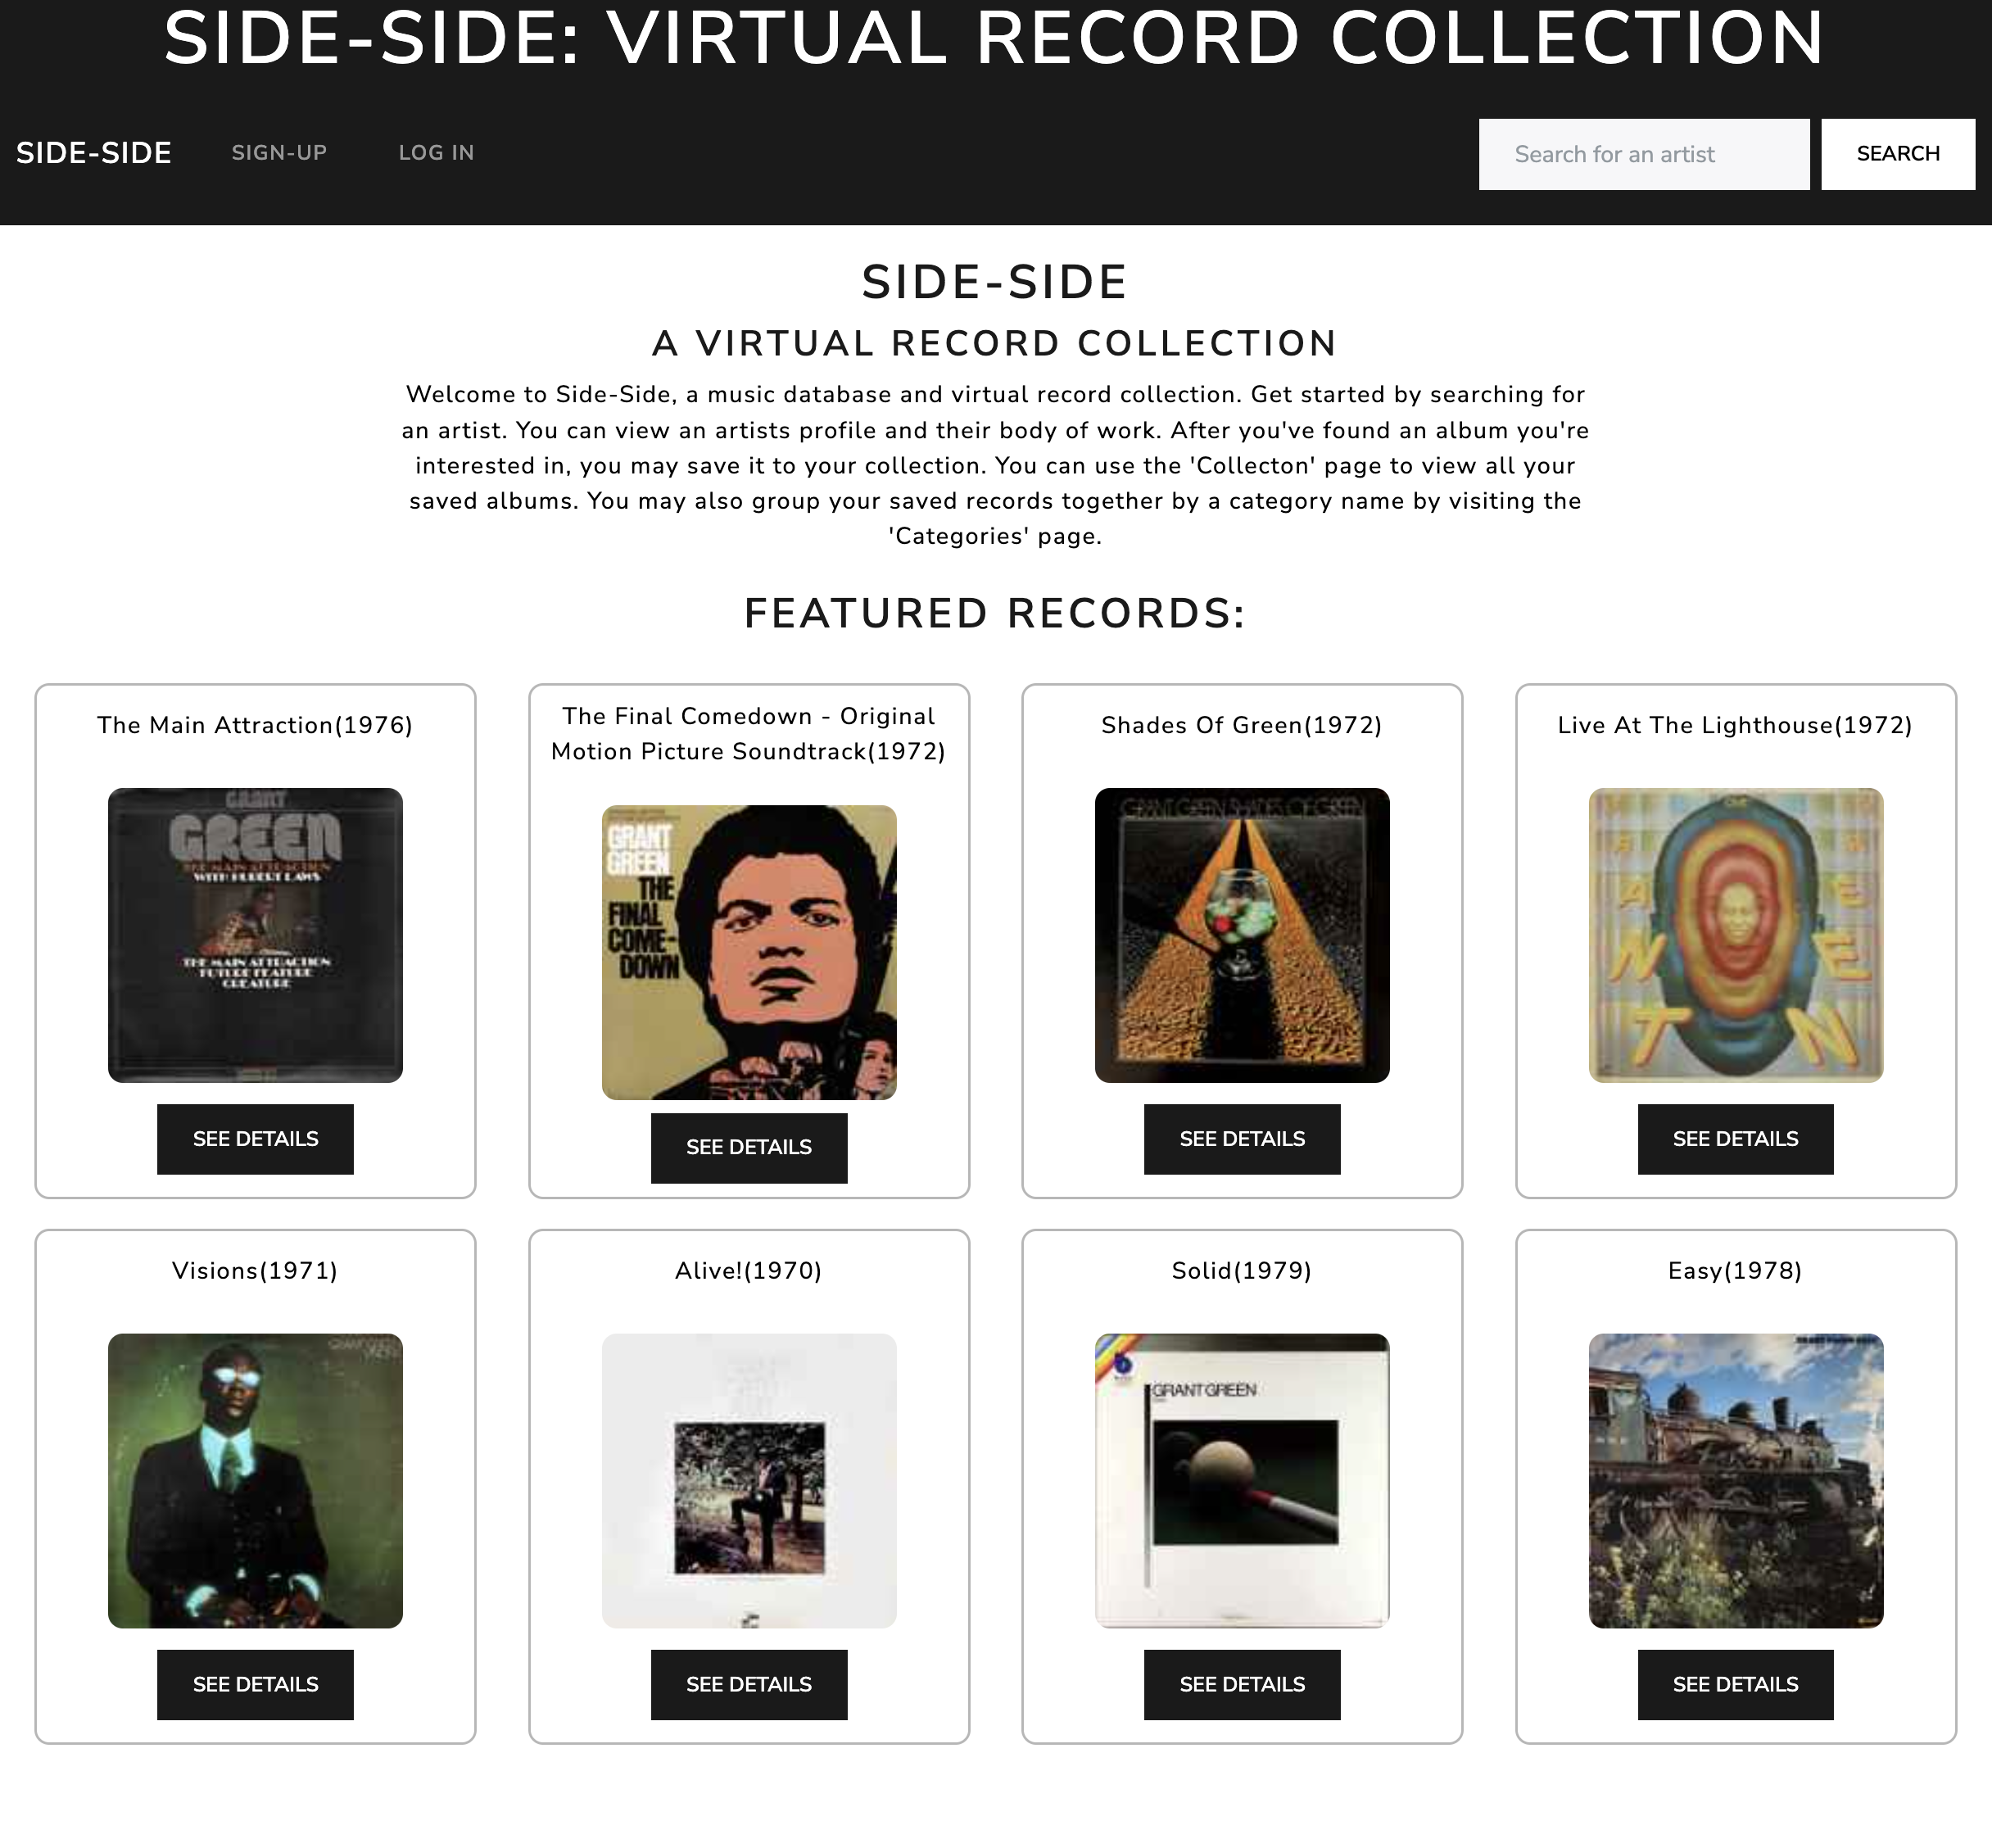 SIDE-SIDE: VIRTUAL RECORD COLLECTION
SIDE-SIDE SIGN-UP LOG IN Search for an artist SEARCH
SIDE-SIDE
A VIRTUAL RECORD COLLECTION
Welcome to Side-Side, a music database and virtual record collection. Get started by searching for
an artist. You can view an artists profile and their body of work. After you've found an album you're
interested in, you may save it to your collection. You can use the 'Collecton' page to view all your
saved albums. You may also group your saved records together by a category name by visiting the
'Categories' page.
FEATURED RECORDS:
The Main Attraction(1976)
GRANT
GREEN
THE MAIN ATTRACTION
WITH HUBERT LAWS
THE MAIN ATTRACTION
FUTURE FEATURE
CREATURE
SEE DETAILS
The Final Comedown - Original
Motion Picture Soundtrack(1972)
GRANT
GREEN
THE
FINAL
COME-
DOWN
SEE DETAILS
Shades Of Green(1972)
GRANT GREEN SHADES OF GREEN
SEE DETAILS
Live At The Lighthouse(1972)
SEE DETAILS
Visions(1971)
SEE DETAILS
Alive!(1970)
SEE DETAILS
Solid(1979)
GRANT GREEN
SEE DETAILS
Easy(1978)
SEE DETAILS